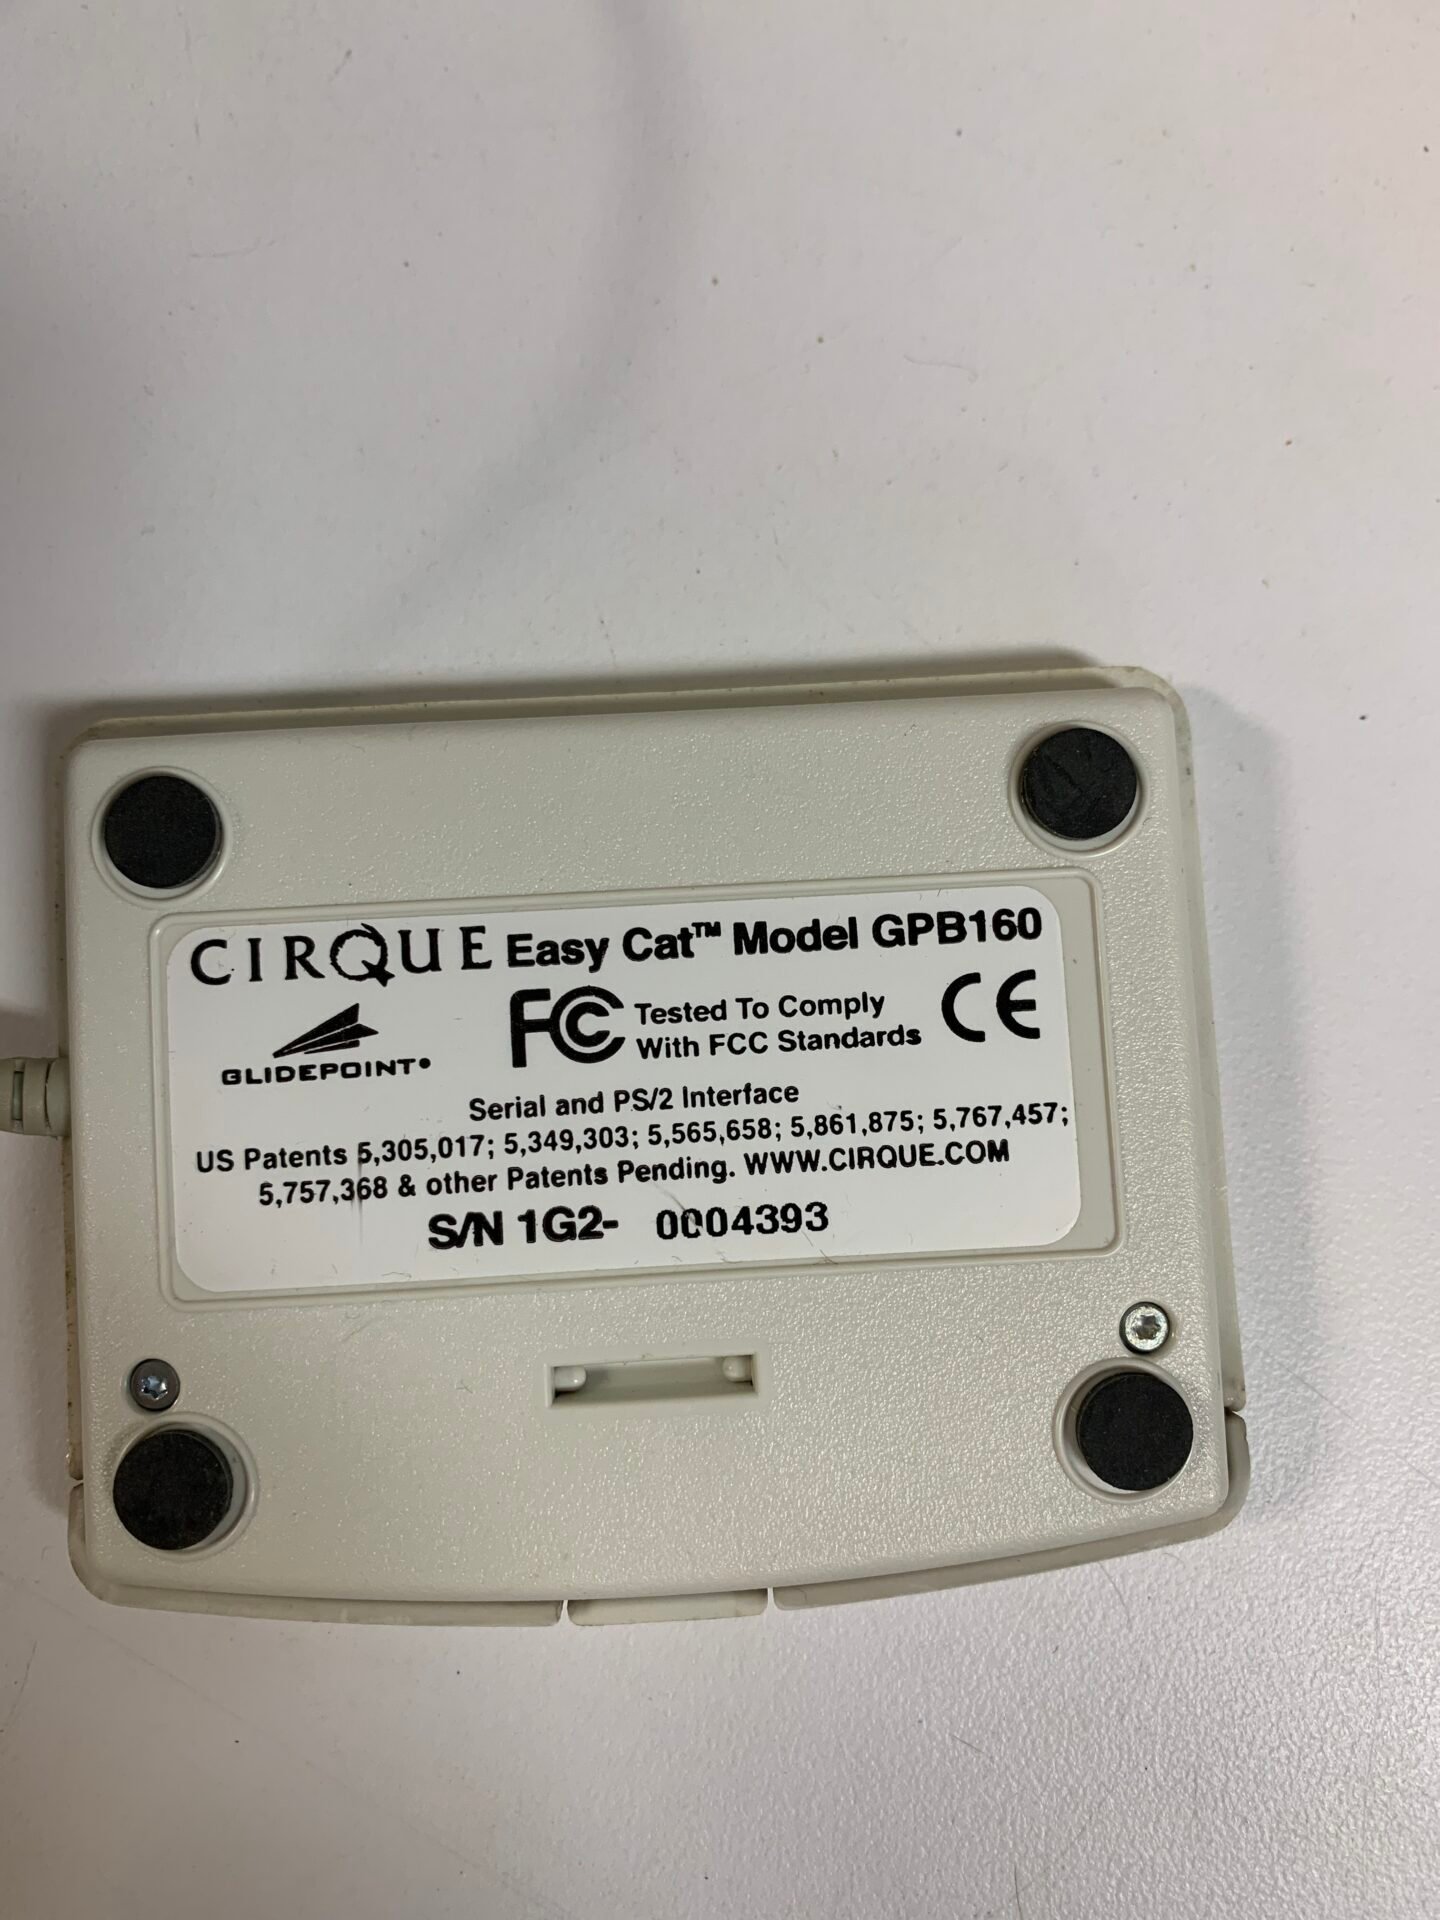 CIRQUE Easy Cat™ Model GPB160
GLIDEPOINT®
FC Tested To Comply
With FCC Standards
CE
Serial and PS/2 Interface
US Patents 5,305,017; 5,349,303; 5,565,658; 5,861,875; 5,767,457;
5,757,368 & other Patents Pending. WWW.CIRQUE.COM
S/N 1G2- 0004393